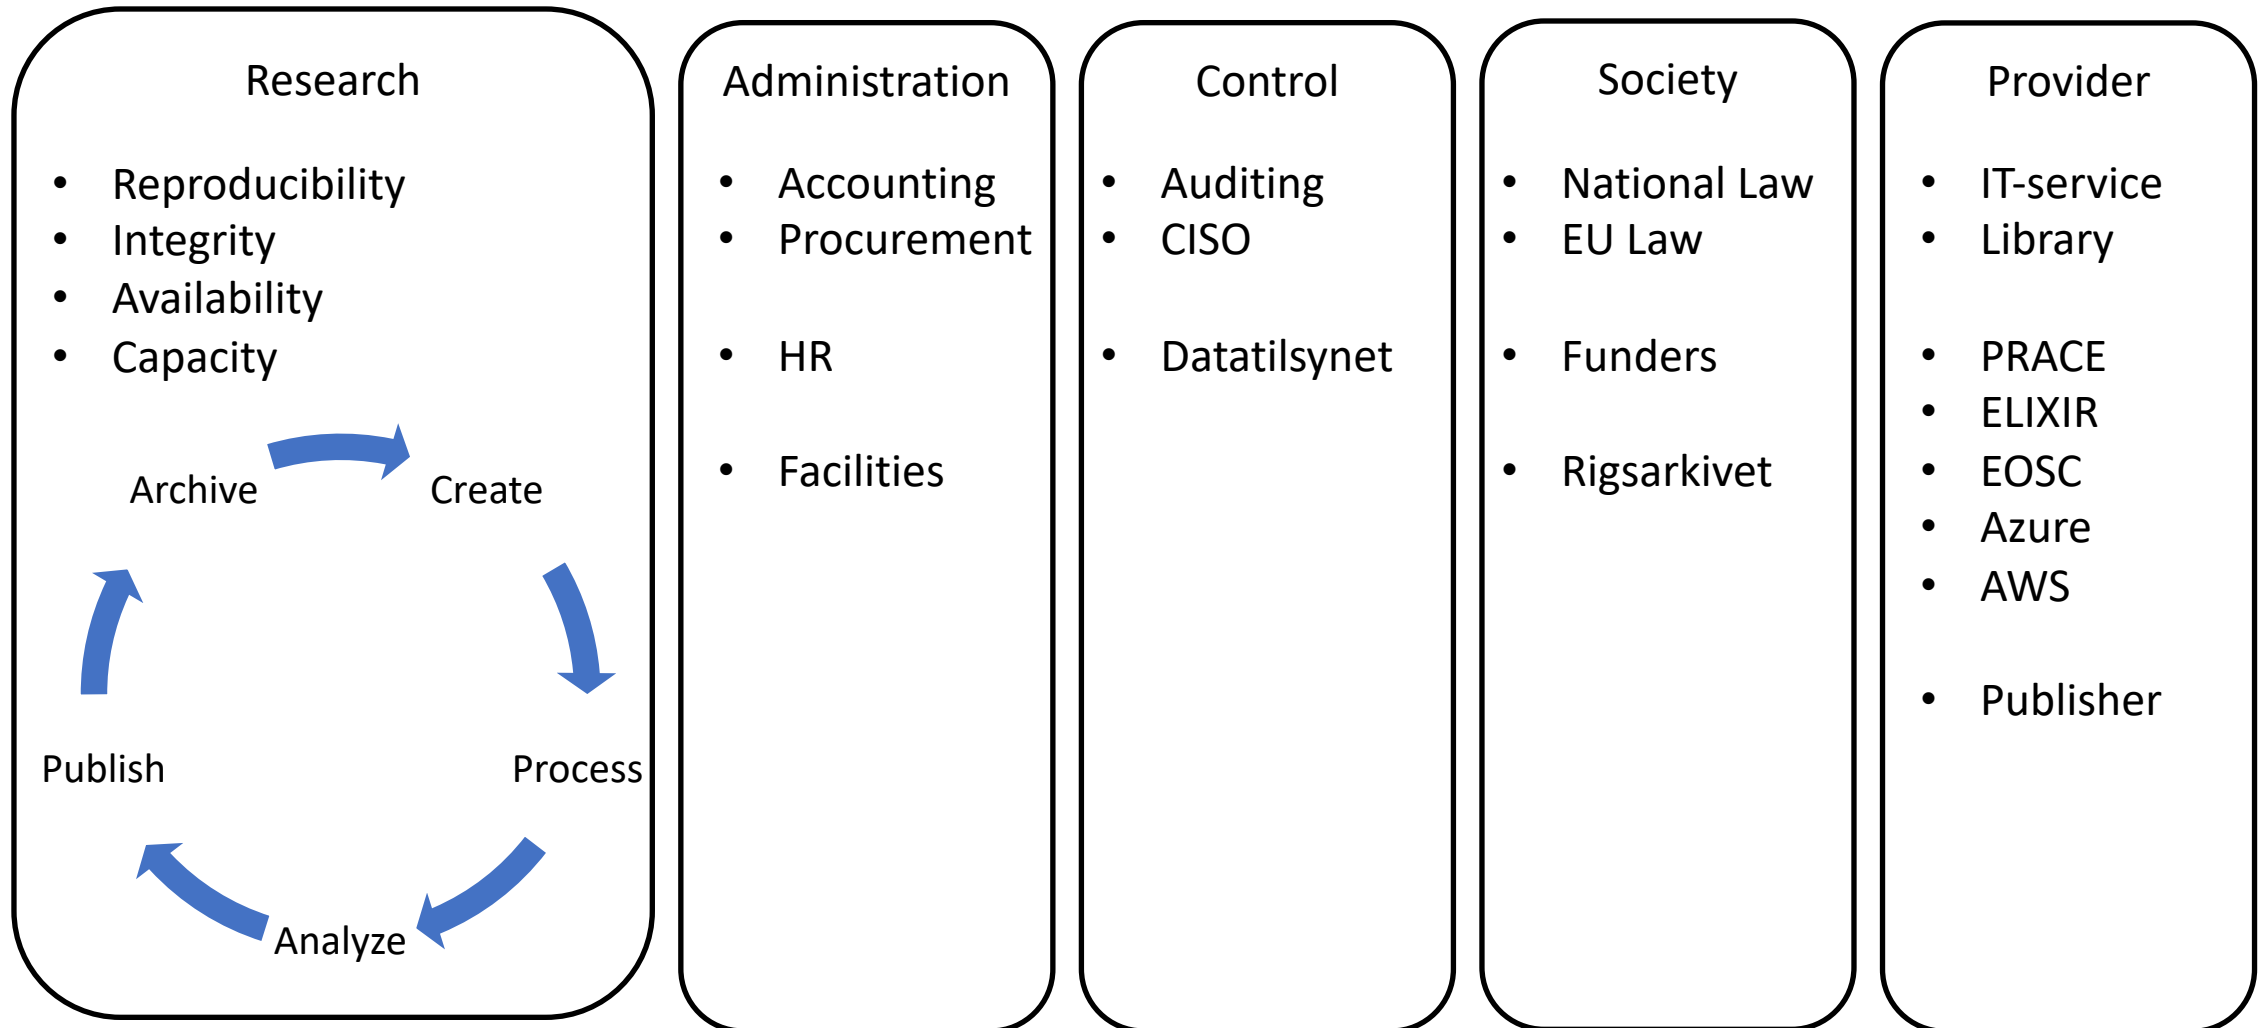 Research
• Reproducibility
• Integrity
• Availability
• Capacity
Archive
Create
Process
Analyze
Publish
Administration
• Accounting
• Procurement
• HR
• Facilities
Control
• Auditing
• CISO
• Datatilsynet
Society
• National Law
• EU Law
• Funders
• Rigsarkivet
Provider
• IT-service
• Library
• PRACE
• ELIXIR
• EOSC
• Azure
• AWS
• Publisher